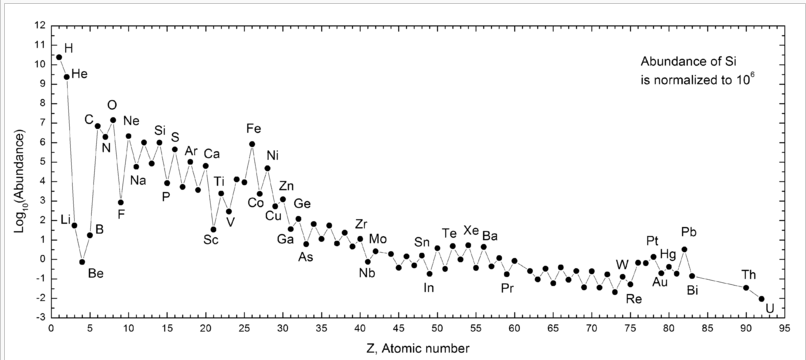 Abundance of Si
is normalized to 10⁶
Log₁₀(Abundance)
12
11
10
9
8
7
6
5
4
3
2
1
0
-1
-2
-3
H
He
Li
Be
B
C
N
O
F
Ne
Na
Si
P
S
Ar
Ca
Sc
Ti
V
Fe
Co
Ni
Cu
Zn
Ga
Ge
As
Zr
Nb
Mo
Sn
In
Te
Xe
Ba
Pr
W
Re
Pt
Au
Hg
Pb
Bi
Th
U
0 5 10 15 20 25 30 35 40 45 50 55 60 65 70 75 80 85 90 95
Z, Atomic number